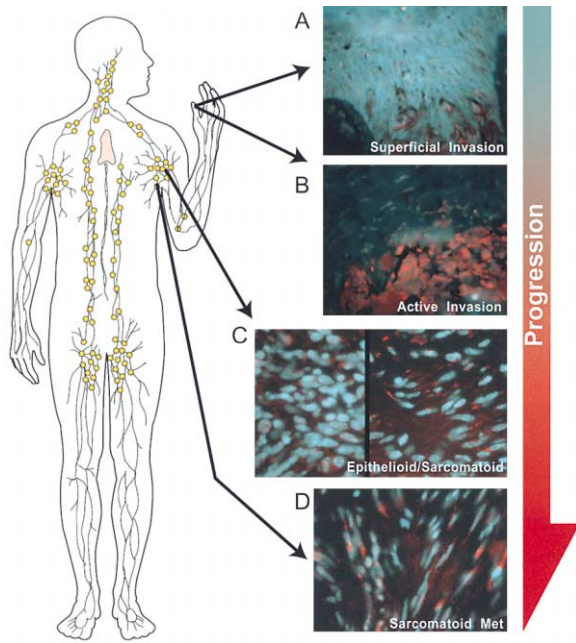 A
Superficial Invasion
B
Active Invasion
C
Epithelioid/Sarcomatoid
D
Sarcomatoid Met
Progression